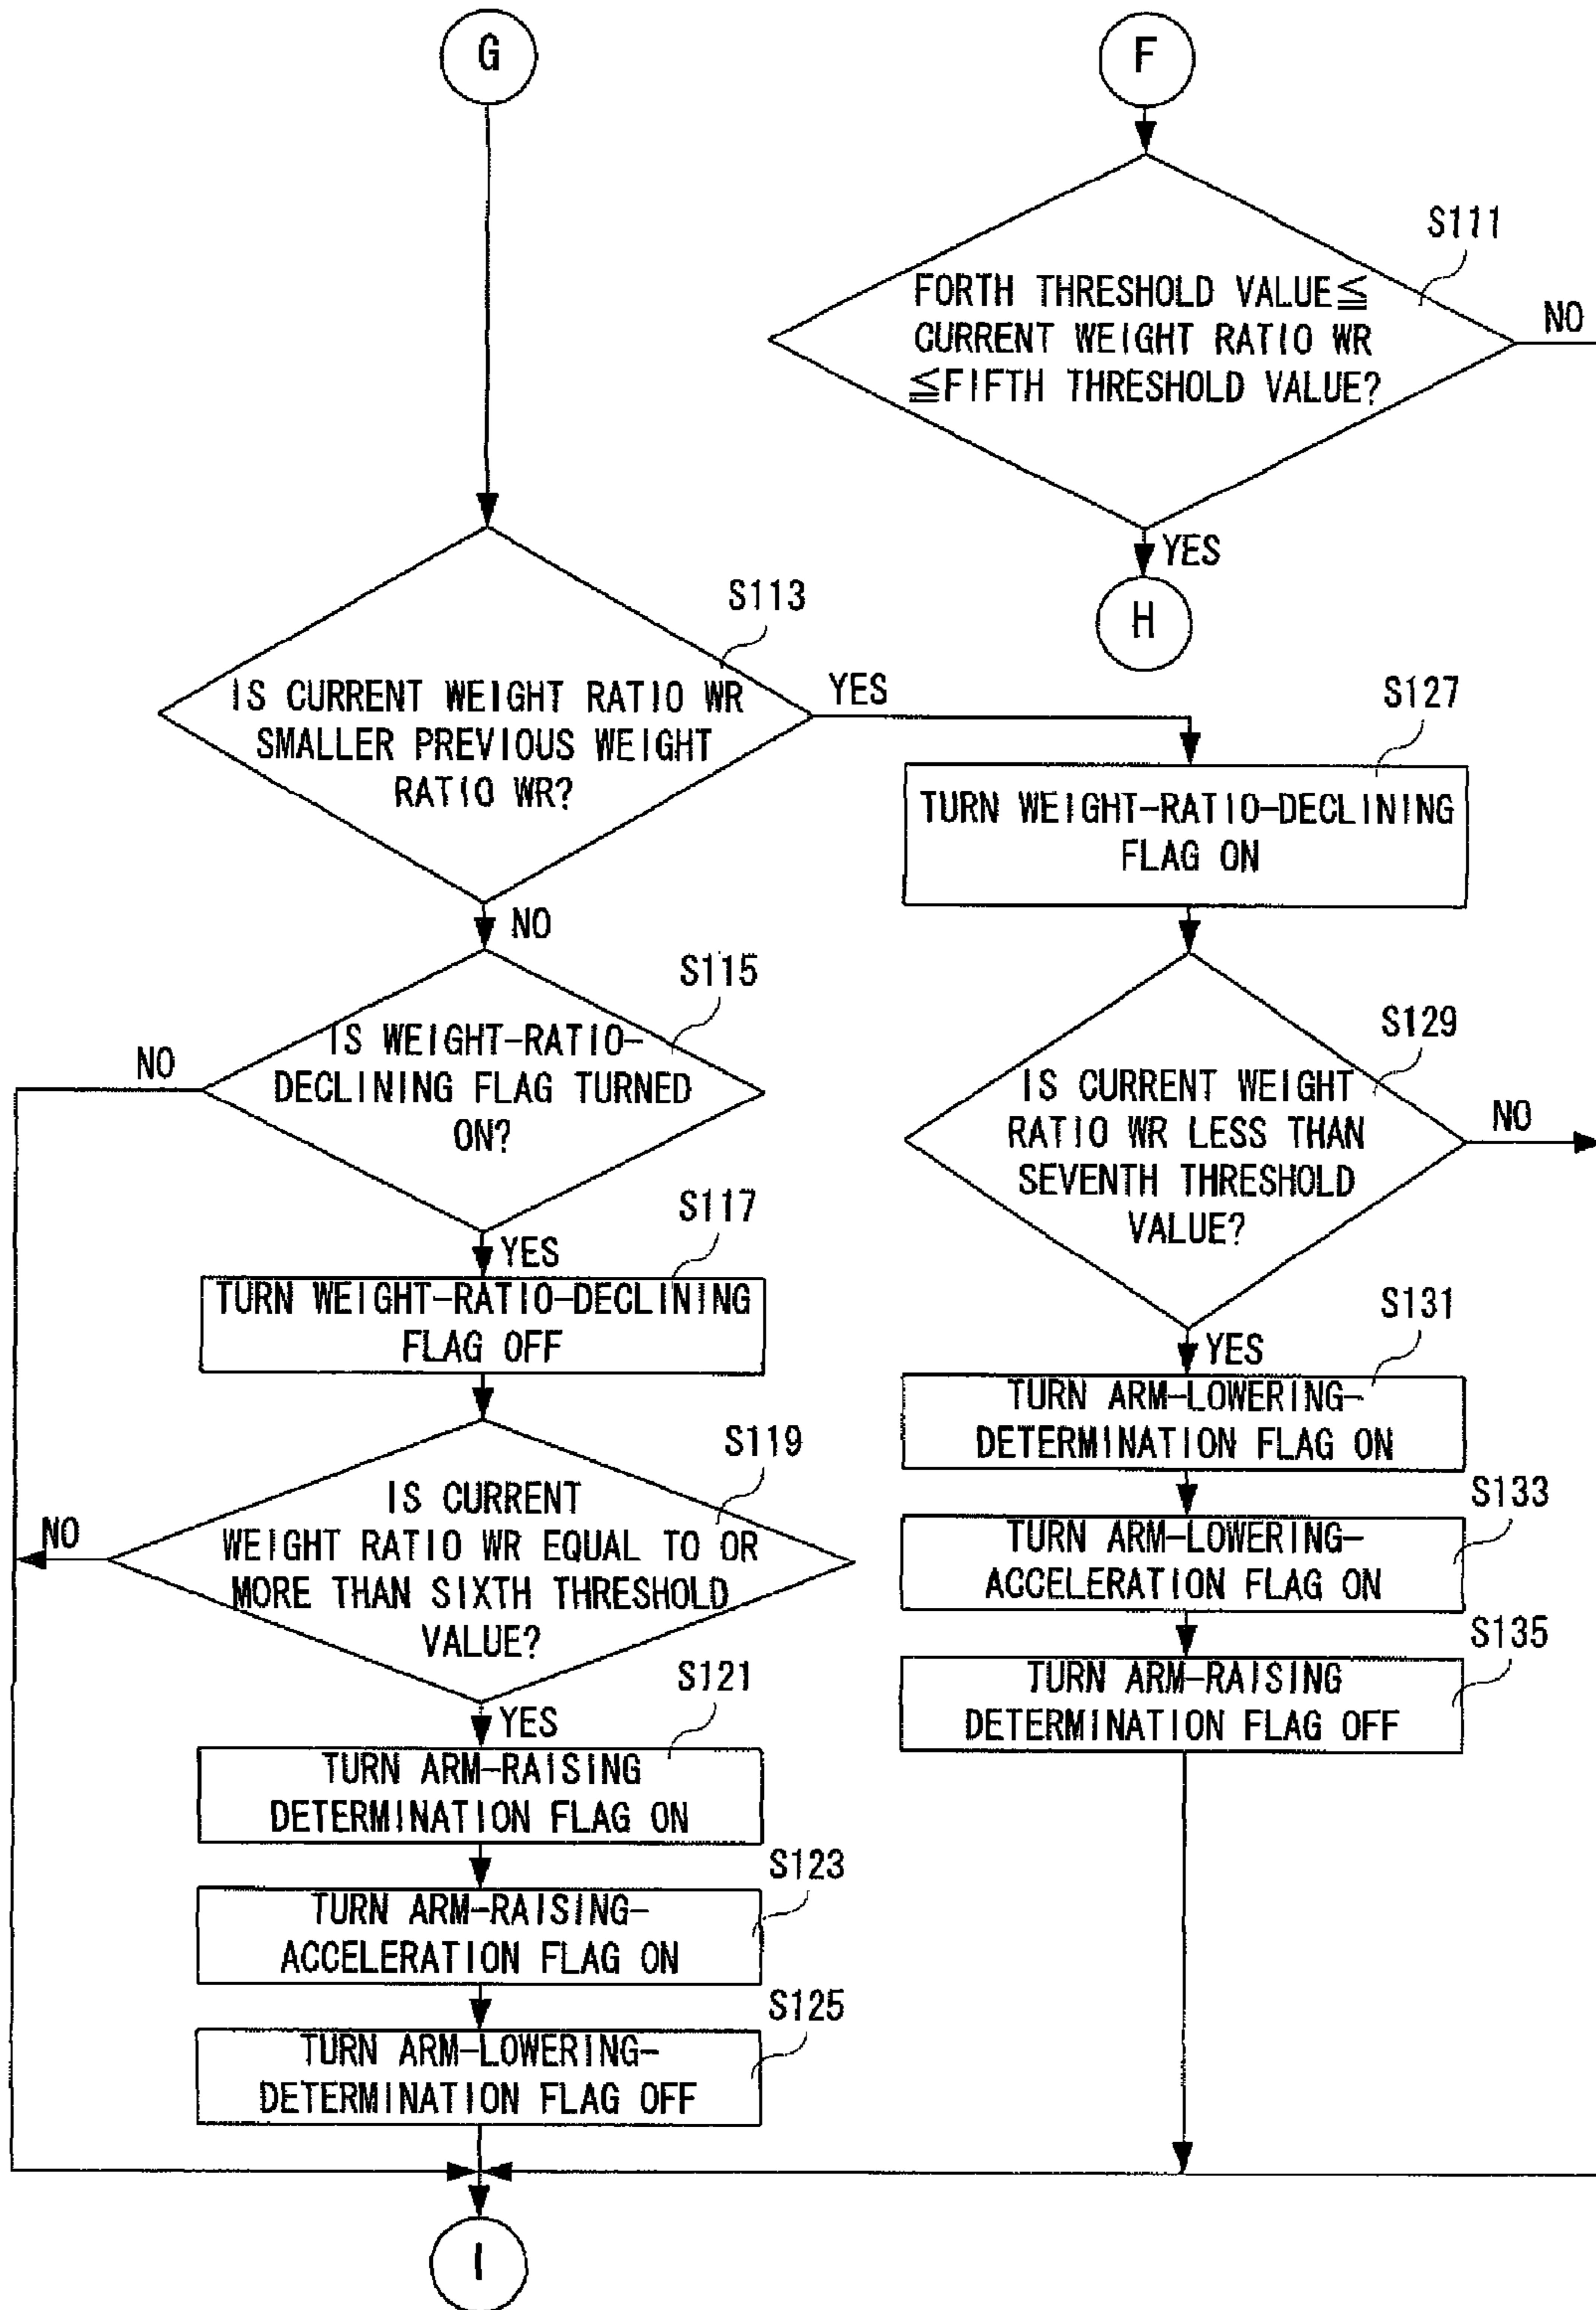 G
F
S111
FORTH THRESHOLD VALUE≦
CURRENT WEIGHT RATIO WR
≦FIFTH THRESHOLD VALUE?
NO
YES
H
S113
IS CURRENT WEIGHT RATIO WR
SMALLER PREVIOUS WEIGHT
RATIO WR?
YES
NO
S127
TURN WEIGHT-RATIO-DECLINING
FLAG ON
S115
IS WEIGHT-RATIO-
DECLINING FLAG TURNED
ON?
NO
YES
S129
IS CURRENT WEIGHT
RATIO WR LESS THAN
SEVENTH THRESHOLD
VALUE?
NO
YES
S117
TURN WEIGHT-RATIO-DECLINING
FLAG OFF
S131
TURN ARM-LOWERING-
DETERMINATION FLAG ON
S119
IS CURRENT
WEIGHT RATIO WR EQUAL TO OR
MORE THAN SIXTH THRESHOLD
VALUE?
NO
YES
S133
TURN ARM-LOWERING-
ACCELERATION FLAG ON
S135
TURN ARM-RAISING
DETERMINATION FLAG OFF
S121
TURN ARM-RAISING
DETERMINATION FLAG ON
S123
TURN ARM-RAISING-
ACCELERATION FLAG ON
S125
TURN ARM-LOWERING-
DETERMINATION FLAG OFF
I